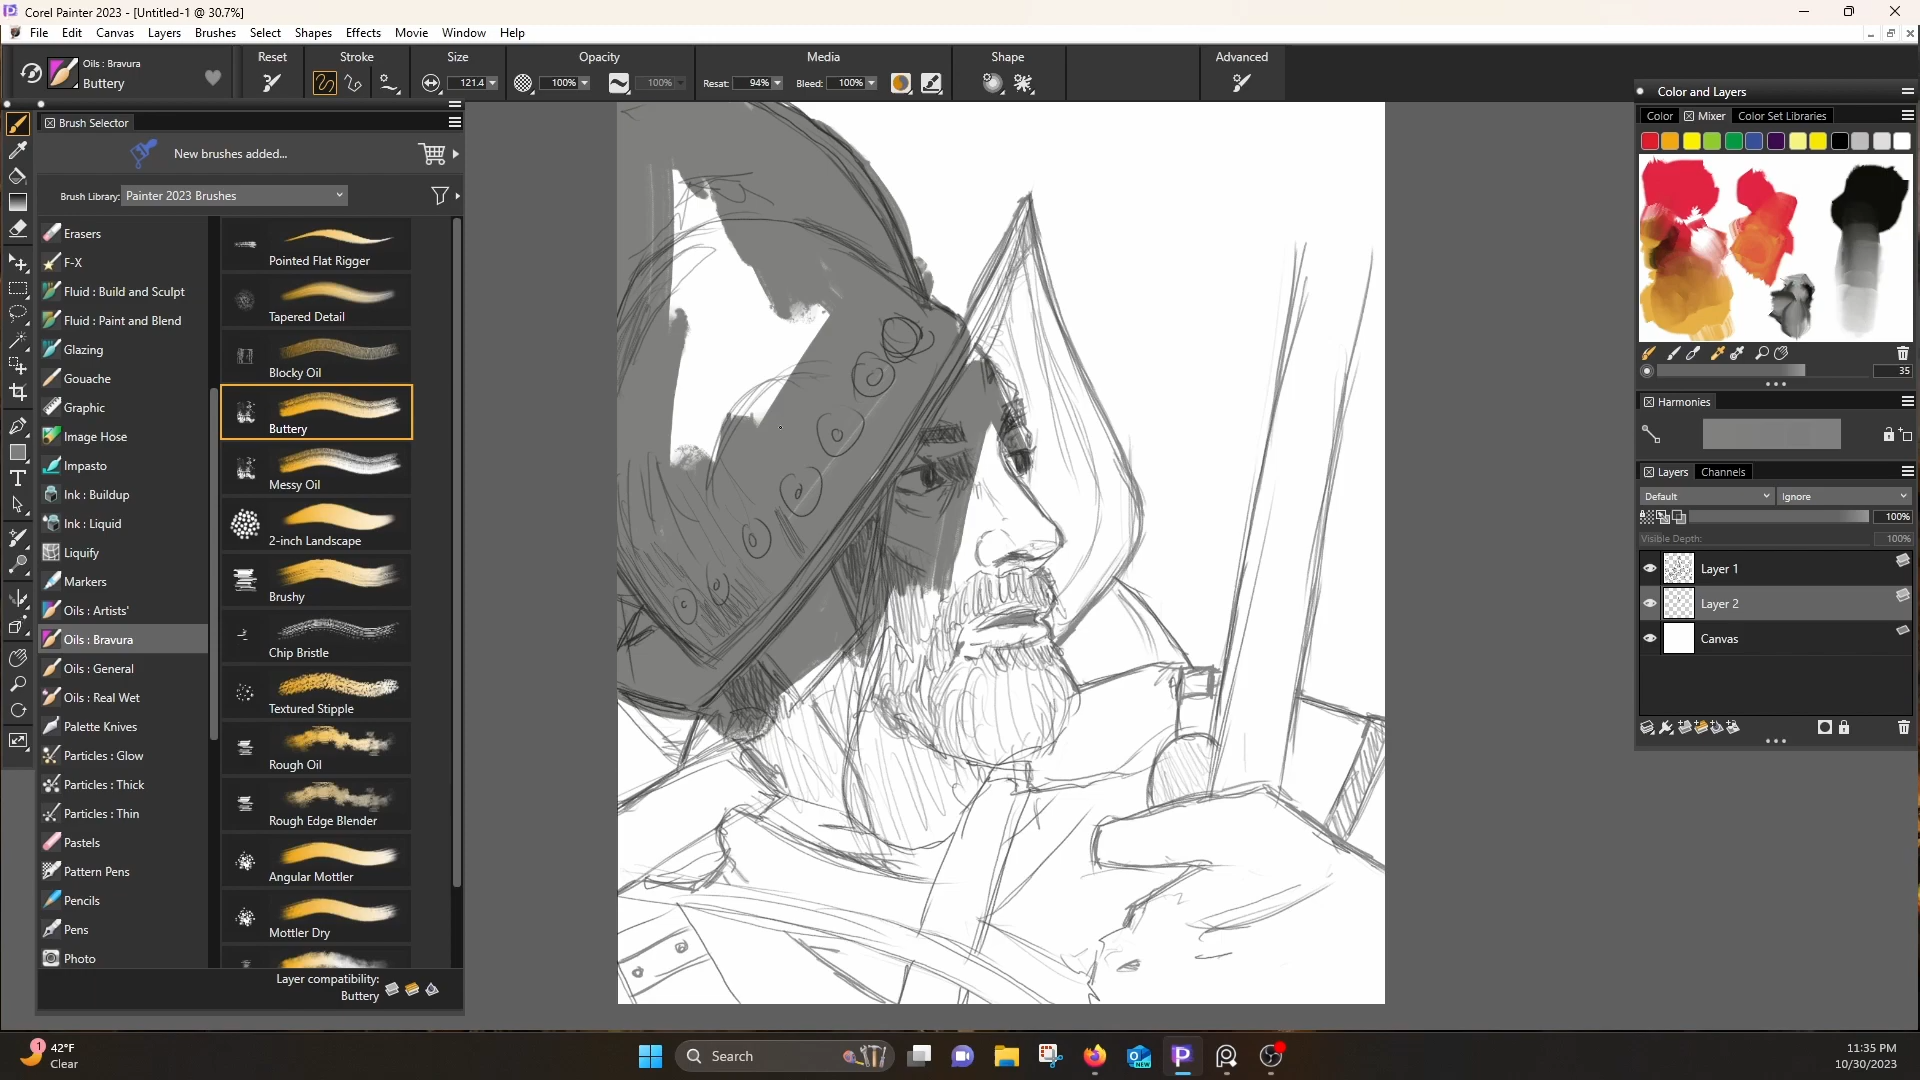 Corel Painter 2023 - [Untitled-1 @ 30.7%]
File Edit Canvas Layers Brushes Select Shapes Effects Movie Window Help
Oils : Bravura
Buttery
Reset
Stroke
Size
121.4
Opacity
100%
100%
Media
Resat: 94% Bleed: 100%
Shape
Advanced
Brush Selector
New brushes added...
Brush Library: Painter 2023 Brushes
Erasers
F-X
Fluid : Build and Sculpt
Fluid : Paint and Blend
Glazing
Gouache
Graphic
Image Hose
Impasto
Ink : Buildup
Ink : Liquid
Liquify
Markers
Oils : Artists'
Oils : Bravura
Oils : General
Oils : Real Wet
Palette Knives
Particles : Glow
Particles : Thick
Particles : Thin
Pastels
Pattern Pens
Pencils
Pens
Photo
Pointed Flat Rigger
Tapered Detail
Blocky Oil
Buttery
Messy Oil
2-inch Landscape
Brushy
Chip Bristle
Textured Stipple
Rough Oil
Rough Edge Blender
Angular Mottler
Mottler Dry
Layer compatibility:
Buttery
Color and Layers
Color Mixer Color Set Libraries
35
Harmonies
Layers Channels
Default Ignore
100%
Visible Depth: 100%
Layer 1
Layer 2
Canvas
1
42°F
Clear
Search
NEW
11:35 PM
10/30/2023